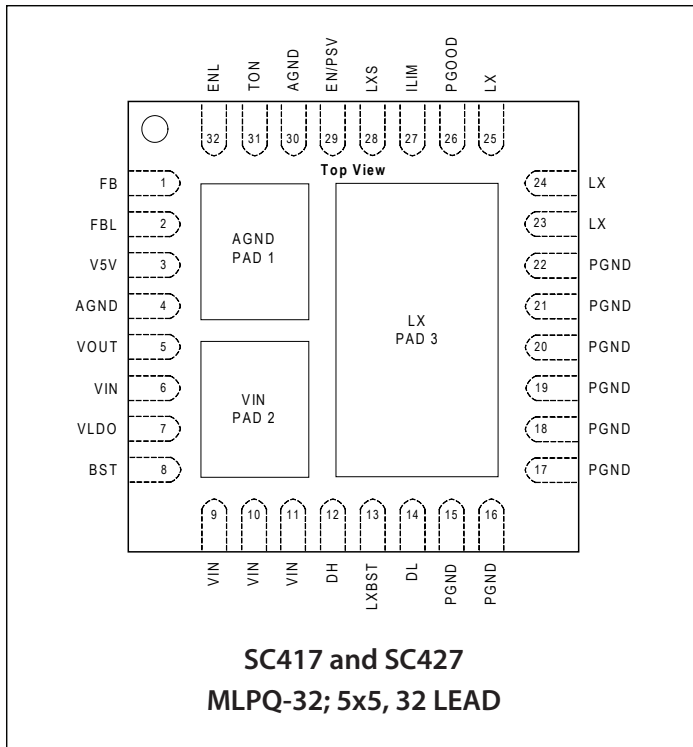 ENL
TON
AGND
EN/PSV
LXS
ILIM
PGOOD
LX
32
31
30
29
28
27
26
25
Top View
FB 1
FBL 2
V5V 3
AGND 4
VOUT 5
VIN 6
VLDO 7
BST 8
AGND
PAD 1
VIN
PAD 2
LX
PAD 3
24 LX
23 LX
22 PGND
21 PGND
20 PGND
19 PGND
18 PGND
17 PGND
9
10
11
12
13
14
15
16
VIN
VIN
VIN
DH
LXBST
DL
PGND
PGND
SC417 and SC427
MLPQ-32; 5x5, 32 LEAD